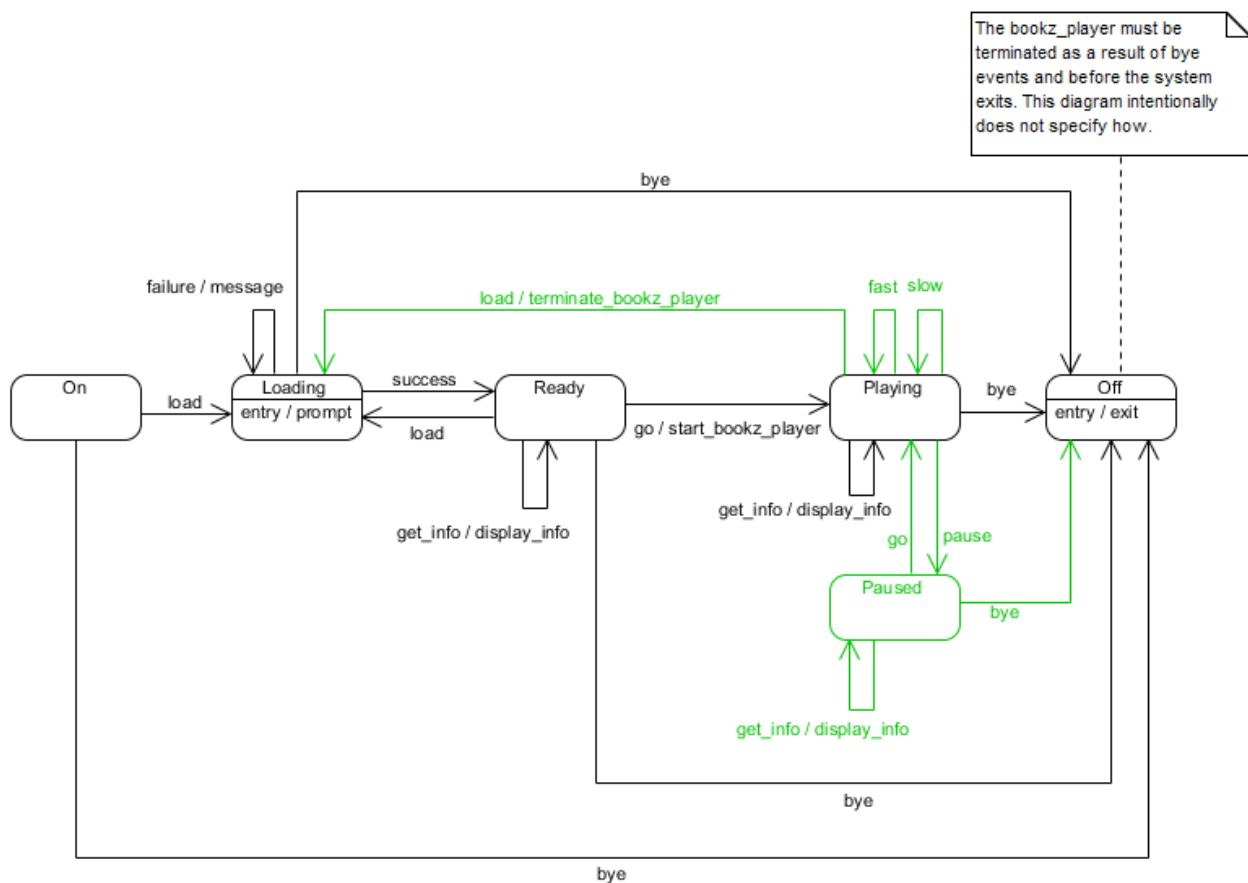 The bookz_player must be
terminated as a result of bye
events and before the system
exits. This diagram intentionally
does not specify how.
bye
failure / message
load / terminate_bookz_player
fast
slow
On
load
Loading
entry / prompt
success
load
Ready
go / start_bookz_player
Playing
bye
Off
entry / exit
get_info / display_info
get_info / display_info
go
pause
Paused
bye
get_info / display_info
bye
bye